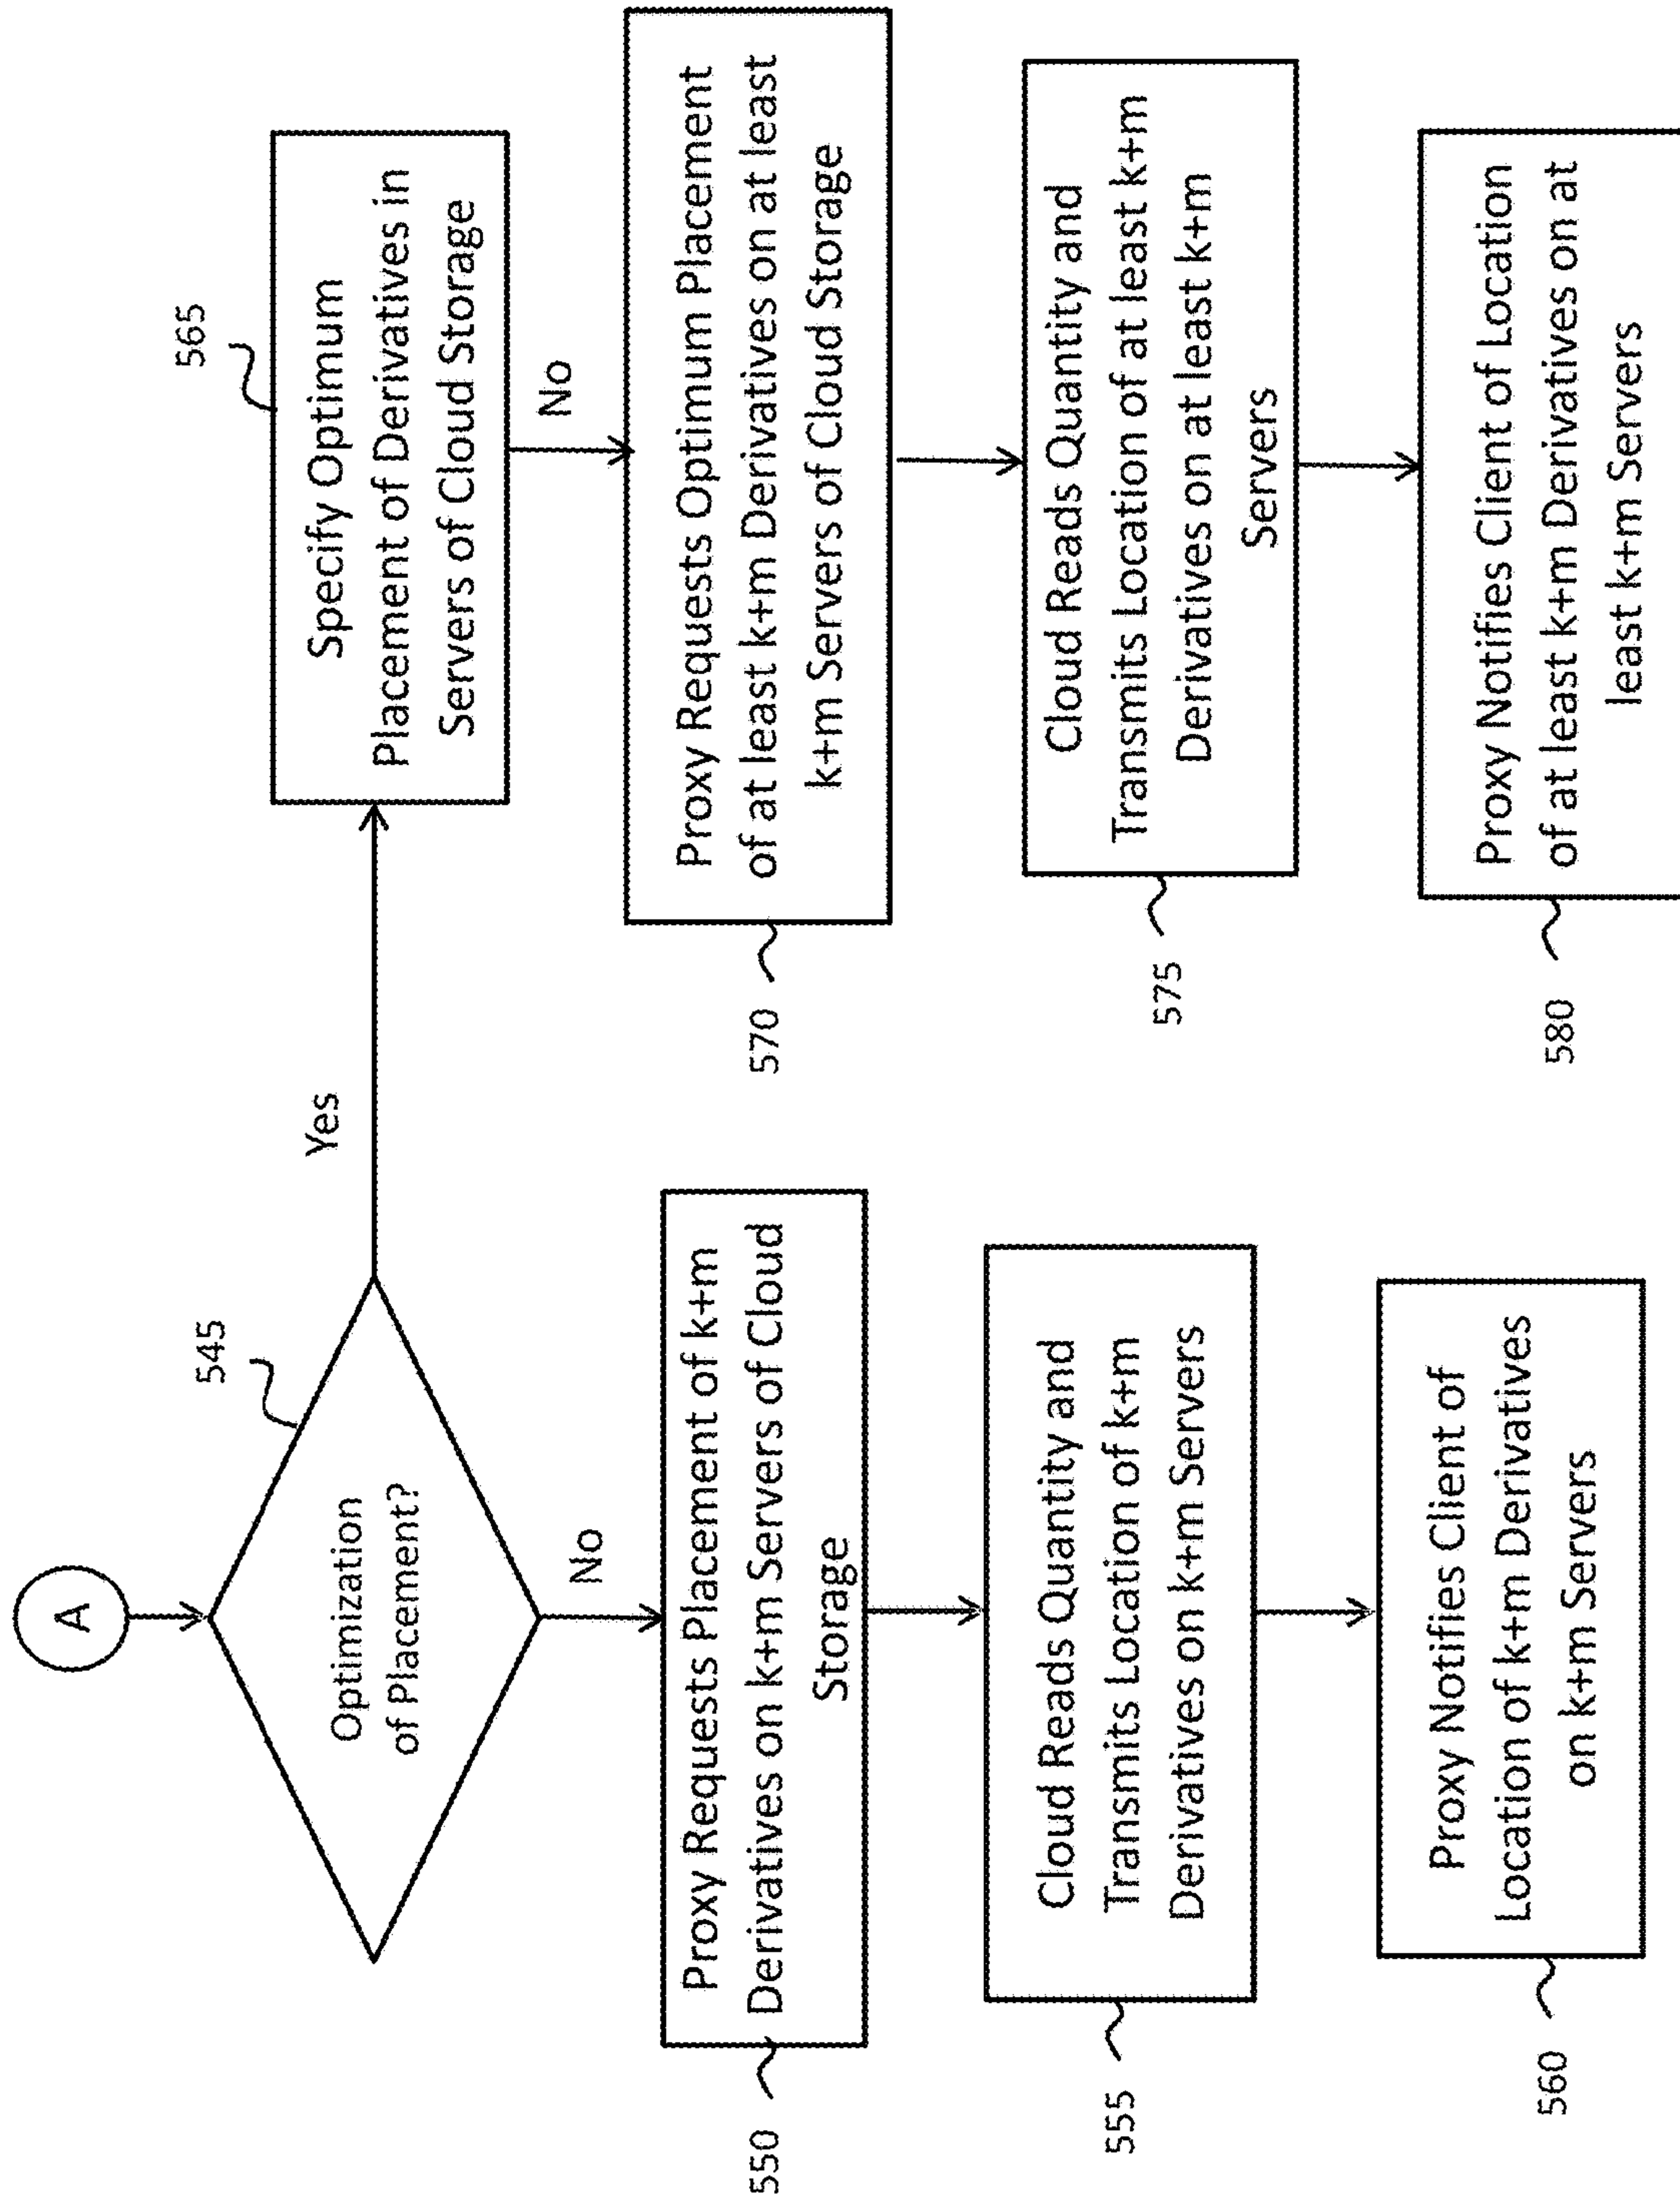 A
545
Optimization
of Placement?
Yes
No
550
Proxy Requests Placement of k+m
Derivatives on k+m Servers of Cloud
Storage
555
Cloud Reads Quantity and
Transmits Location of k+m
Derivatives on k+m Servers
560
Proxy Notifies Client of
Location of k+m Derivatives
on k+m Servers
565
Specify Optimum
Placement of Derivatives in
Servers of Cloud Storage
No
570
Proxy Requests Optimum Placement
of at least k+m Derivatives on at least
k+m Servers of Cloud Storage
575
Cloud Reads Quantity and
Transmits Location of at least k+m
Derivatives on at least k+m
Servers
580
Proxy Notifies Client of Location
of at least k+m Derivatives on at
least k+m Servers